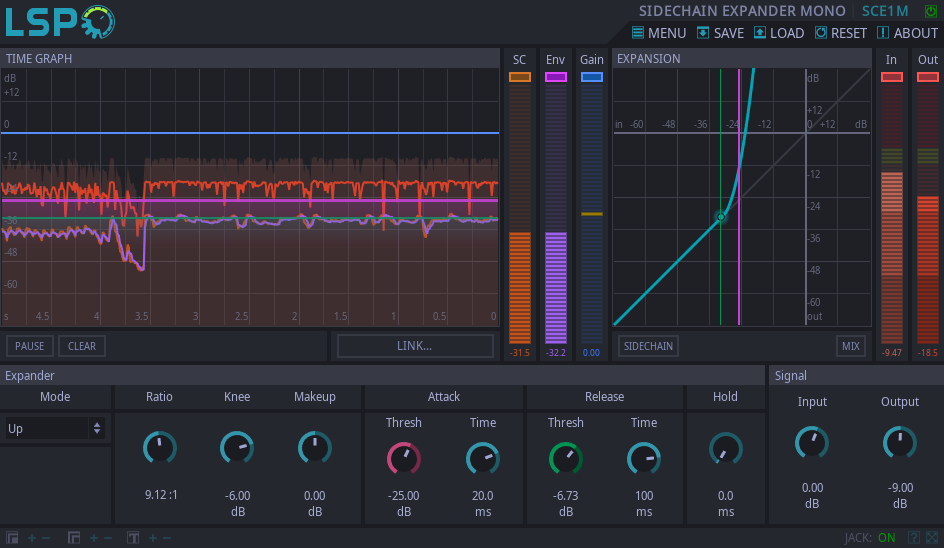 LSP
SIDECHAIN EXPANDER MONO SCE1M
MENU SAVE LOAD RESET ABOUT
TIME GRAPH
dB
+12
0
-12
-36
-48
-60
s 4.5 4 3.5 3 2.5 2 1.5 1 0.5 0
PAUSE CLEAR LINK...
SC Env Gain
-31.5 -32.2 0.00
EXPANSION
dB
+12
in -60 -48 -36 -24 -12 0 +12 dB
-12
-24
-36
-48
-60
out
SIDECHAIN MIX
In Out
-9.47 -18.5
Expander
Mode Ratio Knee Makeup Attack Release Hold
Thresh Time Thresh Time
Up
9.12 :1 -6.00 dB 0.00 dB -25.00 dB 20.0 ms -6.73 dB 100 ms 0.0 ms
Signal
Input Output
0.00 dB -9.00 dB
JACK: ON ?